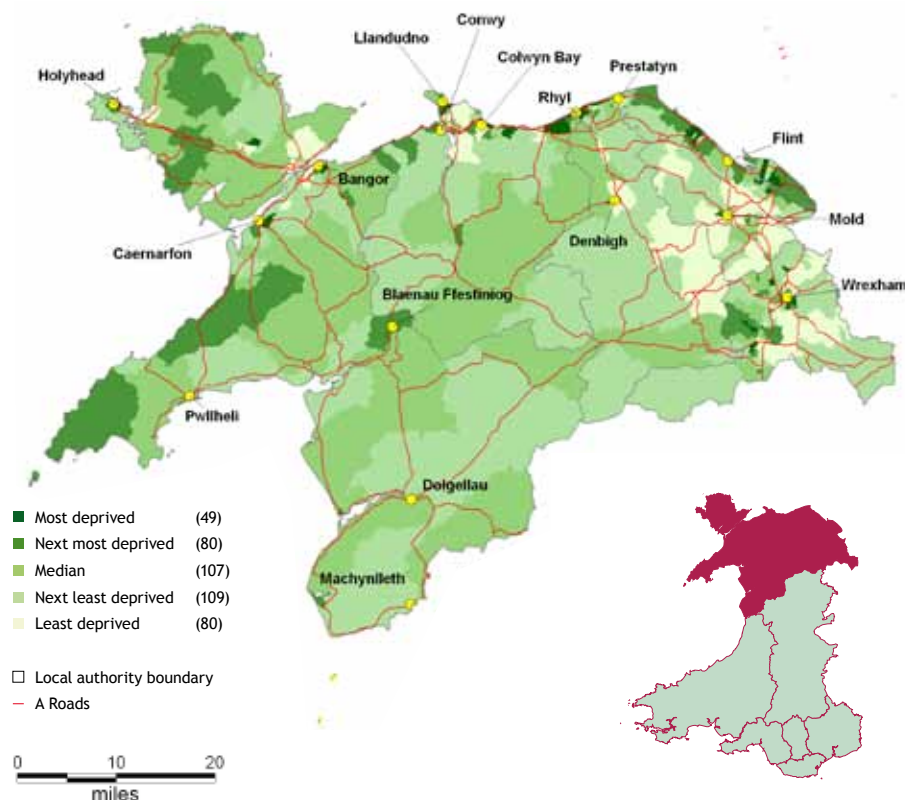 Conwy
Llandudno
Colwyn Bay
Prestatyn
Holyhead
Rhyl
Flint
Bangor
Mold
Caernarfon
Denbigh
Blaenau Ffestiniog
Wrexham
Pwllheli
Dolgellau
Machynlleth
Most deprived (49)
Next most deprived (80)
Median (107)
Next least deprived (109)
Least deprived (80)
Local authority boundary
A Roads
0 10 20
miles